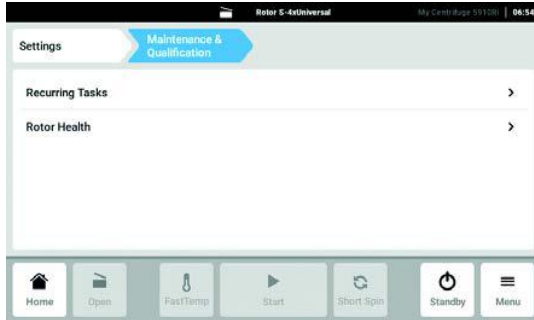 Rotor S-4xUniversal
My Centrifuge 5910Ri | 06:54
Settings
Maintenance &
Qualification
Recurring Tasks
Rotor Health
Home
Open
FastTemp
Start
Short Spin
Standby
Menu